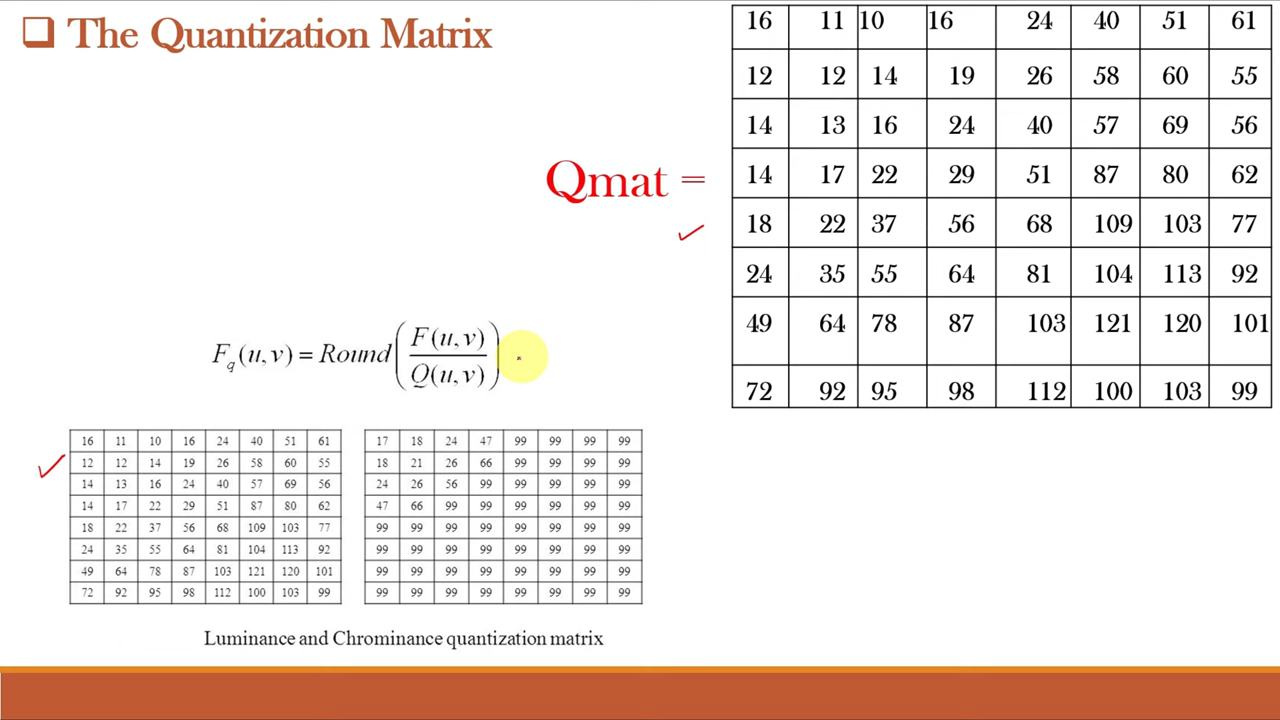 The Quantization Matrix
Qmat =
16 11 10 16 24 40 51 61
12 12 14 19 26 58 60 55
14 13 16 24 40 57 69 56
14 17 22 29 51 87 80 62
18 22 37 56 68 109 103 77
24 35 55 64 81 104 113 92
49 64 78 87 103 121 120 101
72 92 95 98 112 100 103 99
Fq(u,v) = Round(F(u,v)/Q(u,v))
16 11 10 16 24 40 51 61
12 12 14 19 26 58 60 55
14 13 16 24 40 57 69 56
14 17 22 29 51 87 80 62
18 22 37 56 68 109 103 77
24 35 55 64 81 104 113 92
49 64 78 87 103 121 120 101
72 92 95 98 112 100 103 99
17 18 24 47 99 99 99 99
18 21 26 66 99 99 99 99
24 26 56 99 99 99 99 99
47 66 99 99 99 99 99 99
99 99 99 99 99 99 99 99
99 99 99 99 99 99 99 99
99 99 99 99 99 99 99 99
99 99 99 99 99 99 99 99
Luminance and Chrominance quantization matrix